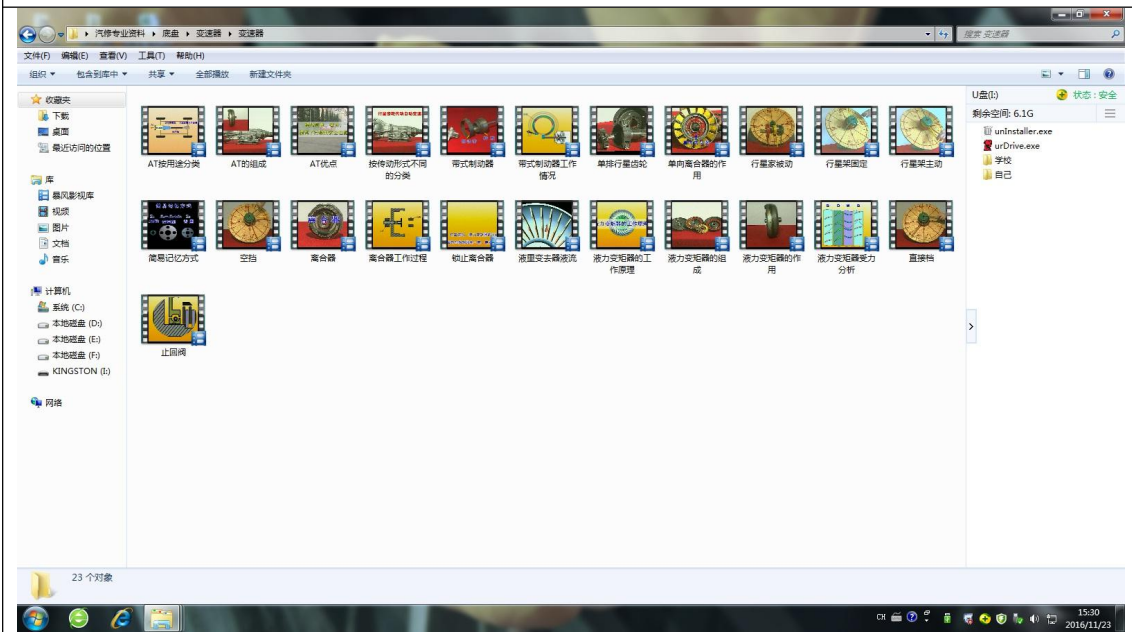 汽修专业资料 ▸ 底盘 ▸ 变速器 ▸ 变速器
搜索 变速器
文件(F) 编辑(E) 查看(V) 工具(T) 帮助(H)
组织 包含到库中 共享 全部播放 新建文件夹
收藏夹
下载
桌面
最近访问的位置
库
暴风影视库
视频
图片
文档
音乐
计算机
系统 (C:)
本地磁盘 (D:)
本地磁盘 (E:)
本地磁盘 (F:)
KINGSTON (I:)
网络
AT按用途分类 AT的组成 AT优点 按传动形式不同的分类 带式制动器 带式制动器工作情况 单排行星齿轮 单向离合器的作用 行星家被动 行星架固定 行星架主动
简易记忆方式 空挡 离合器 离合器工作过程 锁止离合器 液里变去器液流 液力变矩器的工作原理 液力变矩器的组成 液力变矩器的作用 液力变矩器受力分析 直接档
止回阀
U盘(I:) 状态:安全
剩余空间: 6.1G
unInstaller.exe
urDrive.exe
学校
自己
23 个对象
CH
15:30
2016/11/23